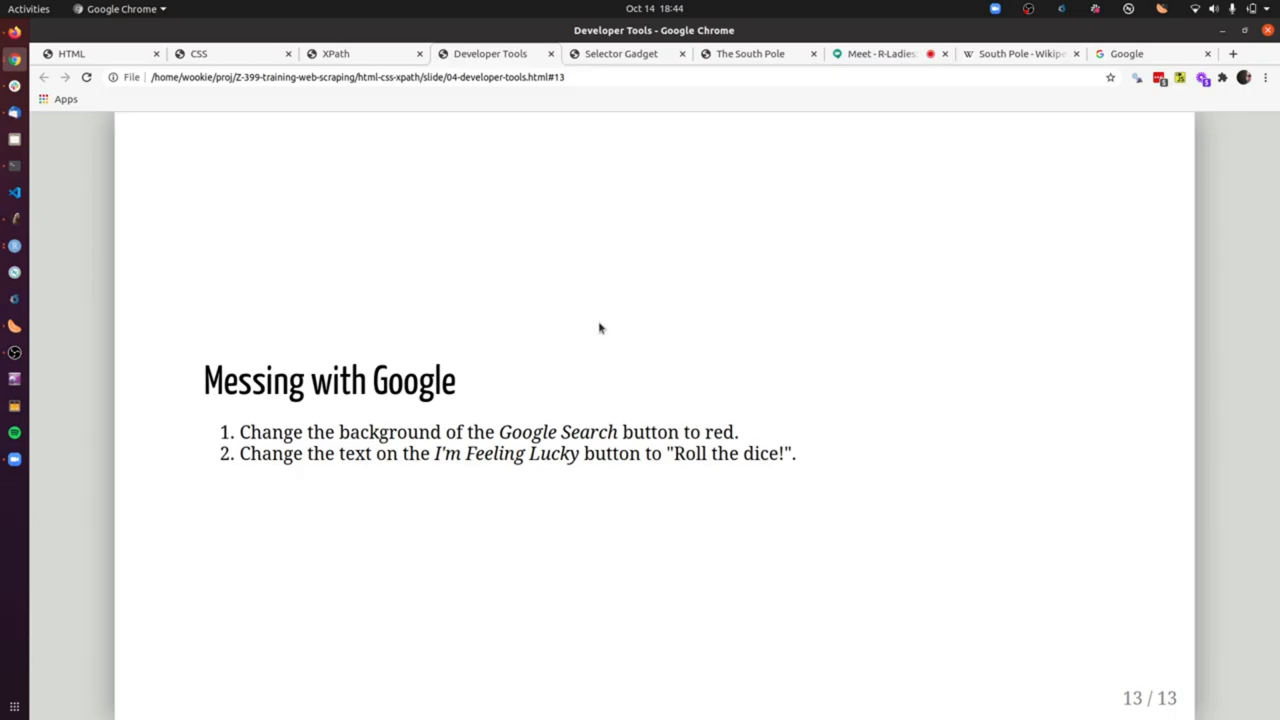 Activities Google Chrome Oct 14 18:44
Developer Tools - Google Chrome
HTML CSS XPath Developer Tools Selector Gadget The South Pole Meet - R-Ladies: South Pole - Wikipe Google
File /home/wookie/proj/Z-399-training-web-scraping/html-css-xpath/slide/04-developer-tools.html#13
Apps
Messing with Google
1. Change the background of the Google Search button to red.
2. Change the text on the I'm Feeling Lucky button to "Roll the dice!".
13 / 13